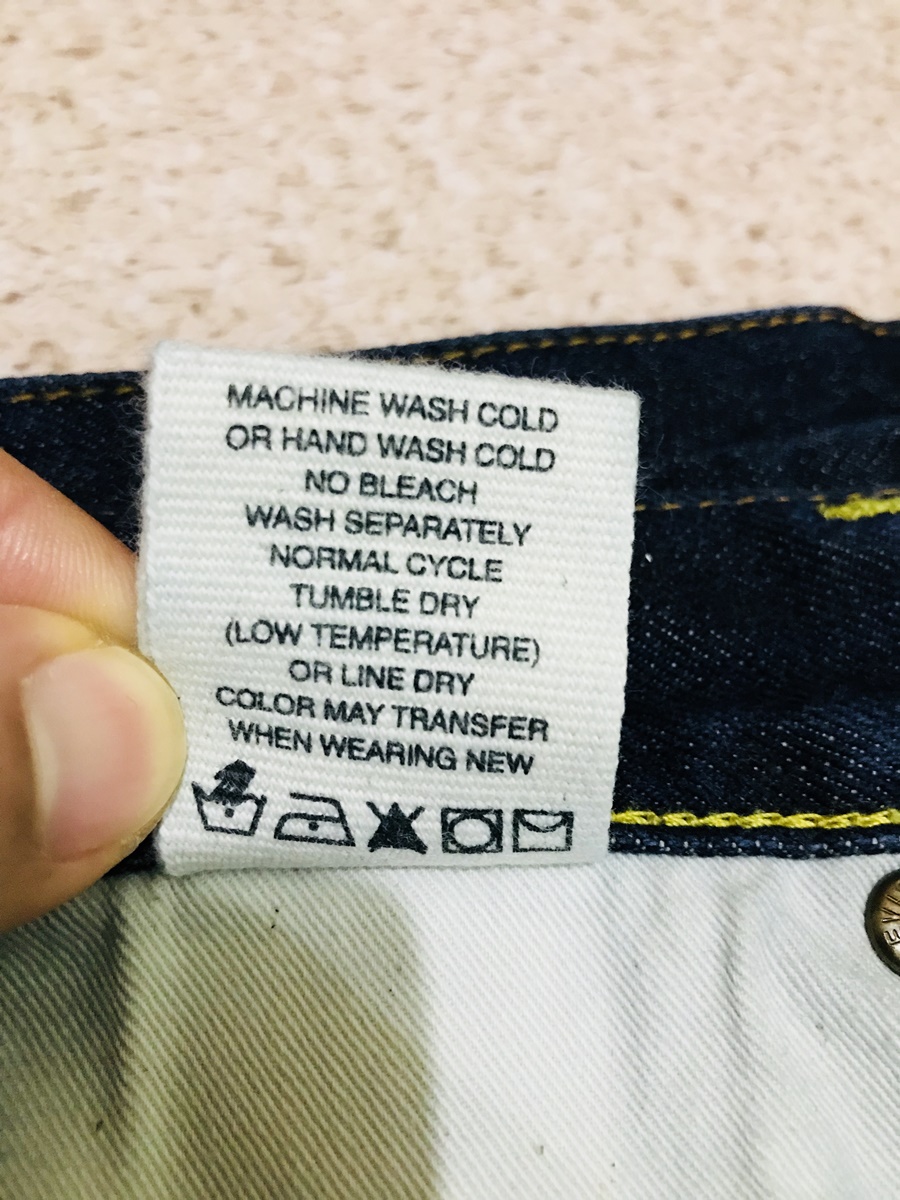 MACHINE WASH COLD
OR HAND WASH COLD
NO BLEACH
WASH SEPARATELY
NORMAL CYCLE
TUMBLE DRY
(LOW TEMPERATURE)
OR LINE DRY
COLOR MAY TRANSFER
WHEN WEARING NEW